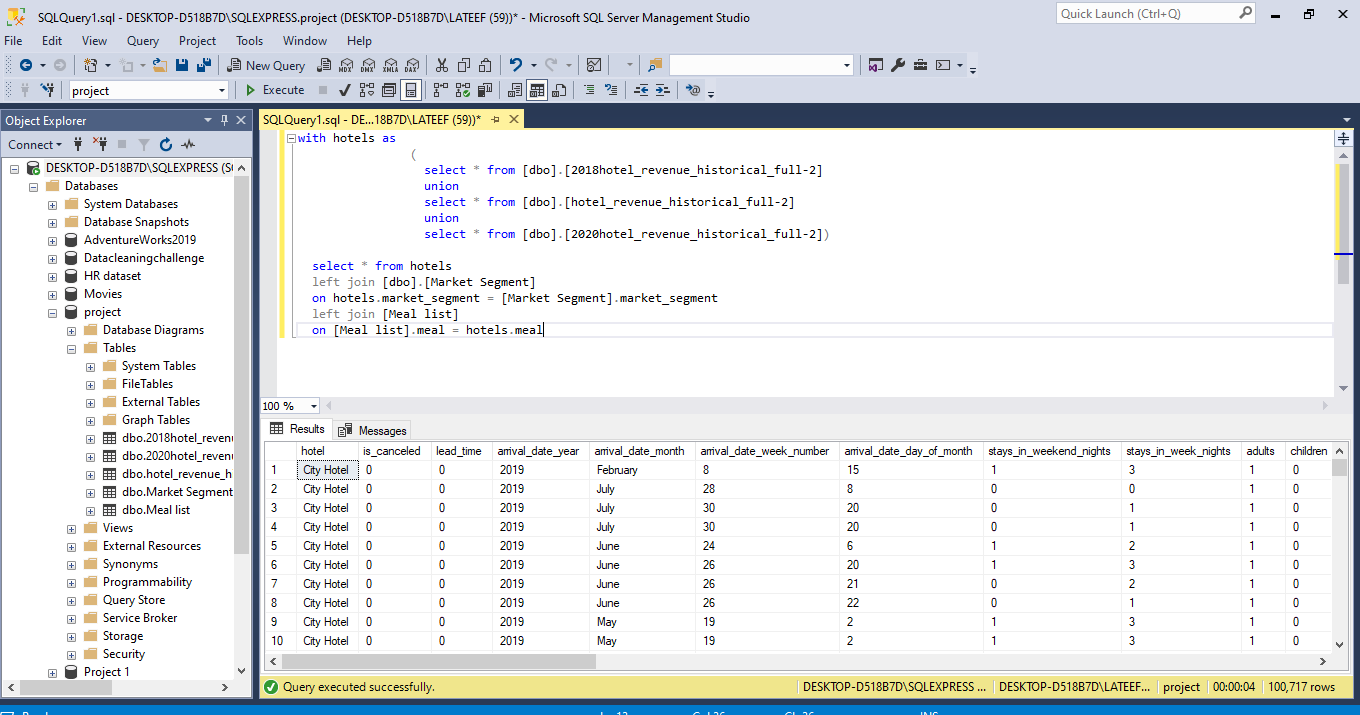 SQLQuery1.sql - DESKTOP-D518B7D\SQLEXPRESS.project (DESKTOP-D518B7D\LATEEF (59))* - Microsoft SQL Server Management Studio
Quick Launch (Ctrl+Q)
File Edit View Query Project Tools Window Help
New Query MDX DMX XMLA DAX
project Execute
Object Explorer
Connect
DESKTOP-D518B7D\SQLEXPRESS (S
Databases
System Databases
Database Snapshots
AdventureWorks2019
Datacleaningchallenge
HR dataset
Movies
project
Database Diagrams
Tables
System Tables
FileTables
External Tables
Graph Tables
dbo.2018hotel_reven
dbo.2020hotel_reven
dbo.hotel_revenue_h
dbo.Market Segment
dbo.Meal list
Views
External Resources
Synonyms
Programmability
Query Store
Service Broker
Storage
Security
Project 1
SQLQuery1.sql - DE...18B7D\LATEEF (59))*
with hotels as
(
select * from [dbo].[2018hotel_revenue_historical_full-2]
union
select * from [dbo].[hotel_revenue_historical_full-2]
union
select * from [dbo].[2020hotel_revenue_historical_full-2])
select * from hotels
left join [dbo].[Market Segment]
on hotels.market_segment = [Market Segment].market_segment
left join [Meal list]
on [Meal list].meal = hotels.meal
100 %
Results Messages
hotel is_canceled lead_time arrival_date_year arrival_date_month arrival_date_week_number arrival_date_day_of_month stays_in_weekend_nights stays_in_week_nights adults children
1 City Hotel 0 0 2019 February 8 15 1 3 1 0
2 City Hotel 0 0 2019 July 28 8 0 0 1 0
3 City Hotel 0 0 2019 July 30 20 0 1 1 0
4 City Hotel 0 0 2019 July 30 20 0 1 1 0
5 City Hotel 0 0 2019 June 24 6 1 2 1 0
6 City Hotel 0 0 2019 June 26 20 1 3 1 0
7 City Hotel 0 0 2019 June 26 21 0 2 1 0
8 City Hotel 0 0 2019 June 26 22 0 1 1 0
9 City Hotel 0 0 2019 May 19 2 1 3 1 0
10 City Hotel 0 0 2019 May 19 2 1 3 1 0
Query executed successfully. DESKTOP-D518B7D\SQLEXPRESS ... DESKTOP-D518B7D\LATEEF... project 00:00:04 100,717 rows